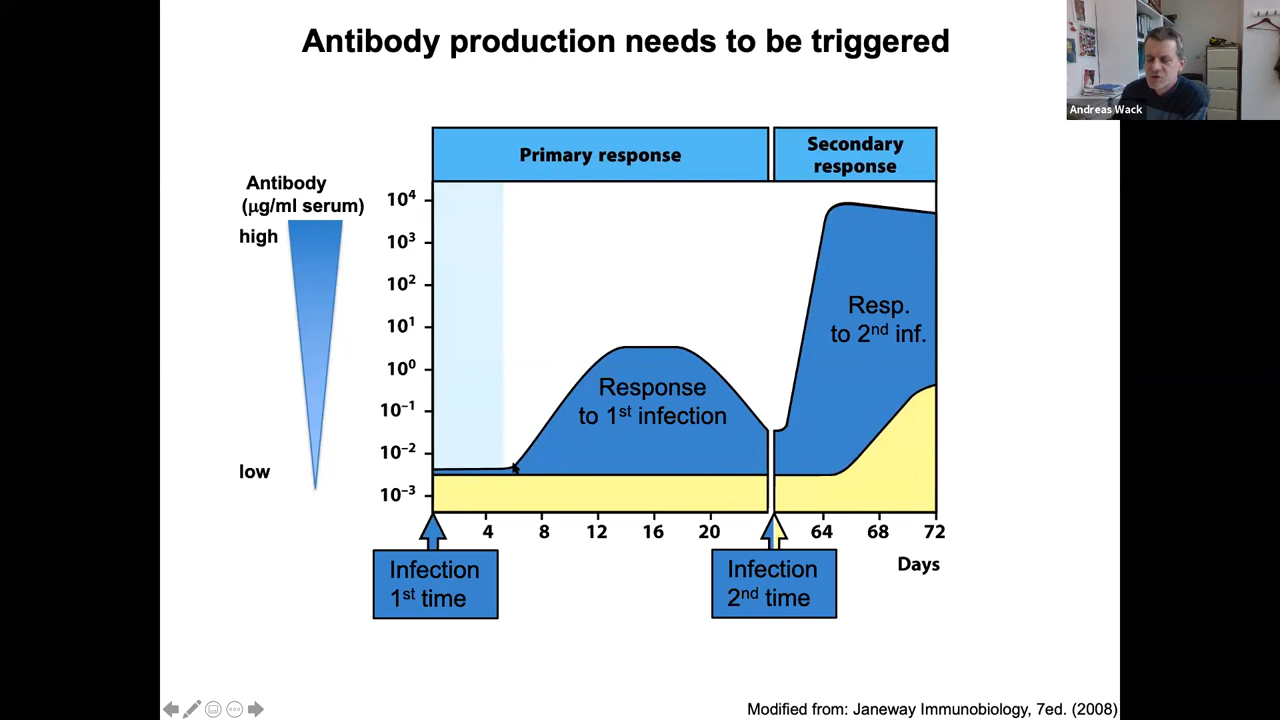 Antibody production needs to be triggered
Andreas Wack
Primary response
Secondary
response
Antibody
(μg/ml serum)
high
low
10⁴
10³
10²
10¹
10⁰
10⁻¹
10⁻²
10⁻³
Response
to 1st infection
Resp.
to 2nd inf.
4
8
12
16
20
64
68
72
Days
Infection
1st time
Infection
2nd time
Modified from: Janeway Immunobiology, 7ed. (2008)